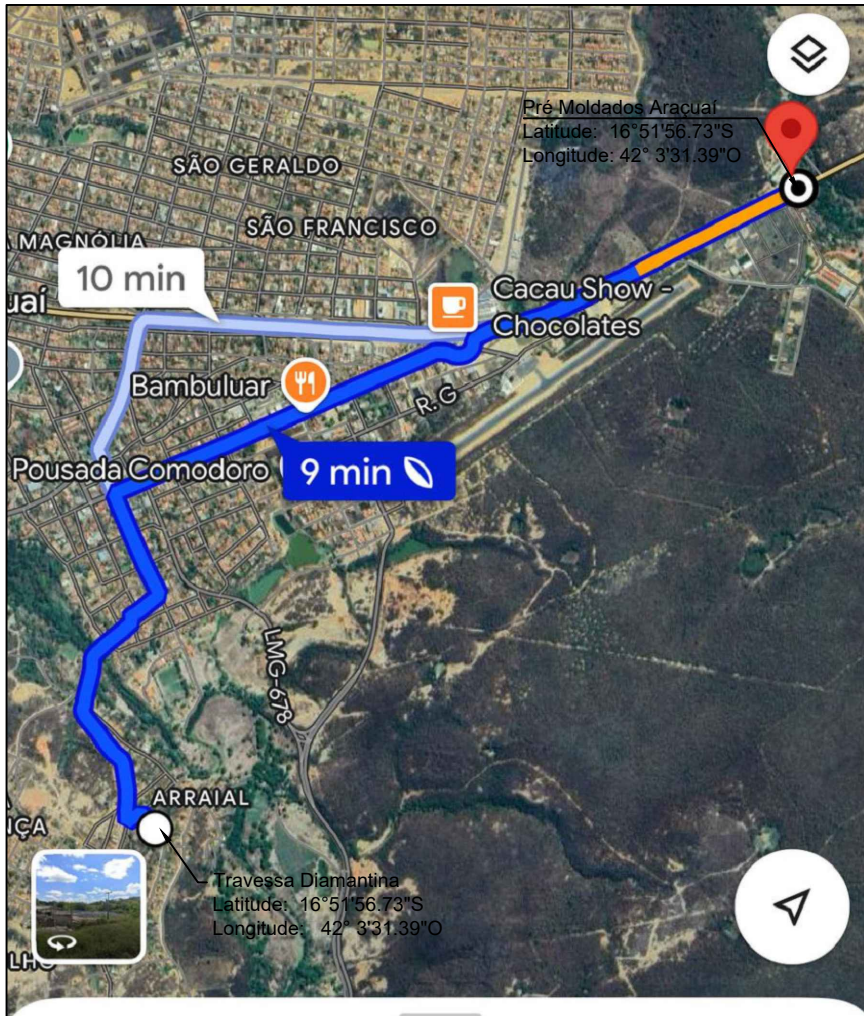 Pré Moldados Araçuaí
Latitude: 16°51'56.73"S
Longitude: 42° 3'31.39"O
SÃO GERALDO
SÃO FRANCISCO
MAGNÓLIA
10 min
uaí
Cacau Show -
Chocolates
Bambuluar
R. G
Pousada Comodoro
9 min
LMG-678
ARRAIAL
NÇA
Travessa Diamantina
Latitude: 16°51'56.73"S
Longitude: 42° 3'31.39"O
LHO